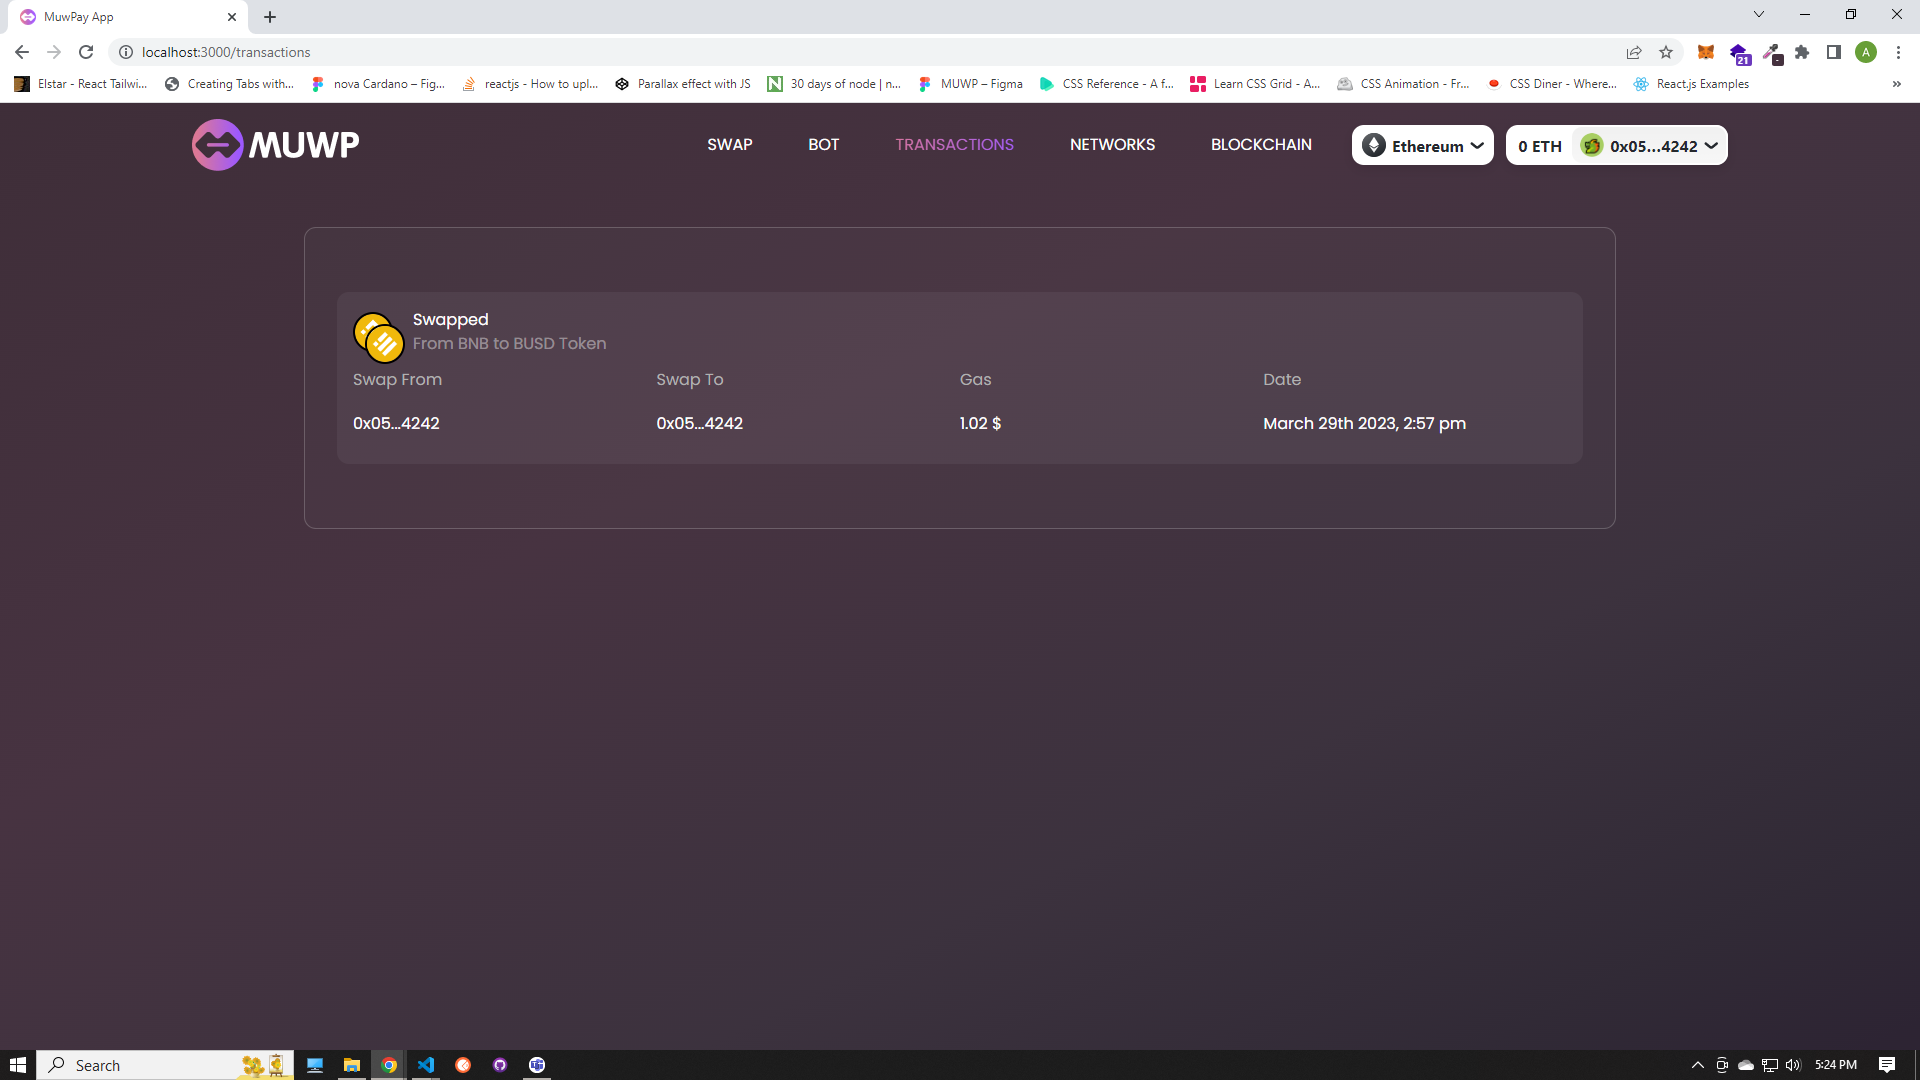 MuwPay App
localhost:3000/transactions
21
A
Elstar - React Tailwi...
Creating Tabs with...
nova Cardano – Fig...
reactjs - How to upl...
Parallax effect with JS
30 days of node | n...
MUWP – Figma
CSS Reference - A f...
Learn CSS Grid - A...
CSS Animation - Fr...
CSS Diner - Where...
React.js Examples
»
MUWP
SWAP
BOT
TRANSACTIONS
NETWORKS
BLOCKCHAIN
Ethereum
0 ETH
0x05...4242
Swapped
From BNB to BUSD Token
Swap From
Swap To
Gas
Date
0x05...4242
0x05...4242
1.02 $
March 29th 2023, 2:57 pm
Search
5:24 PM